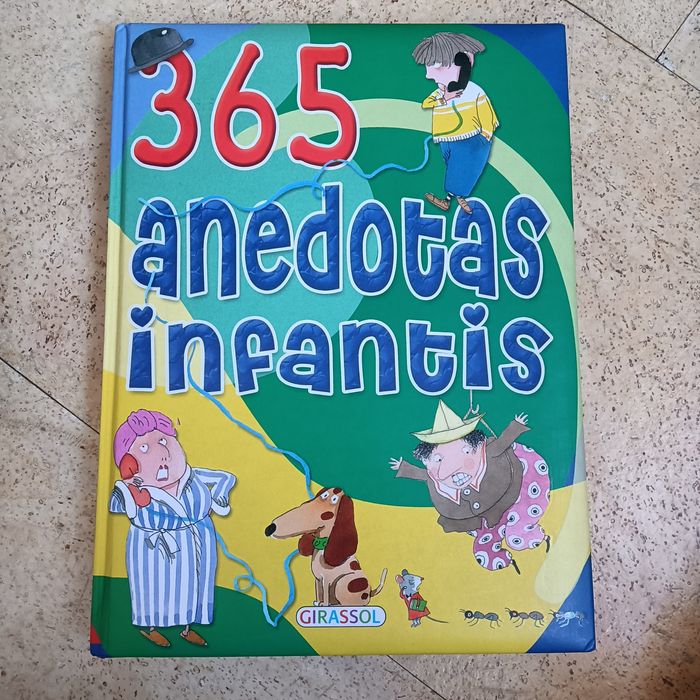 365
anedotas
infantis
GIRASSOL